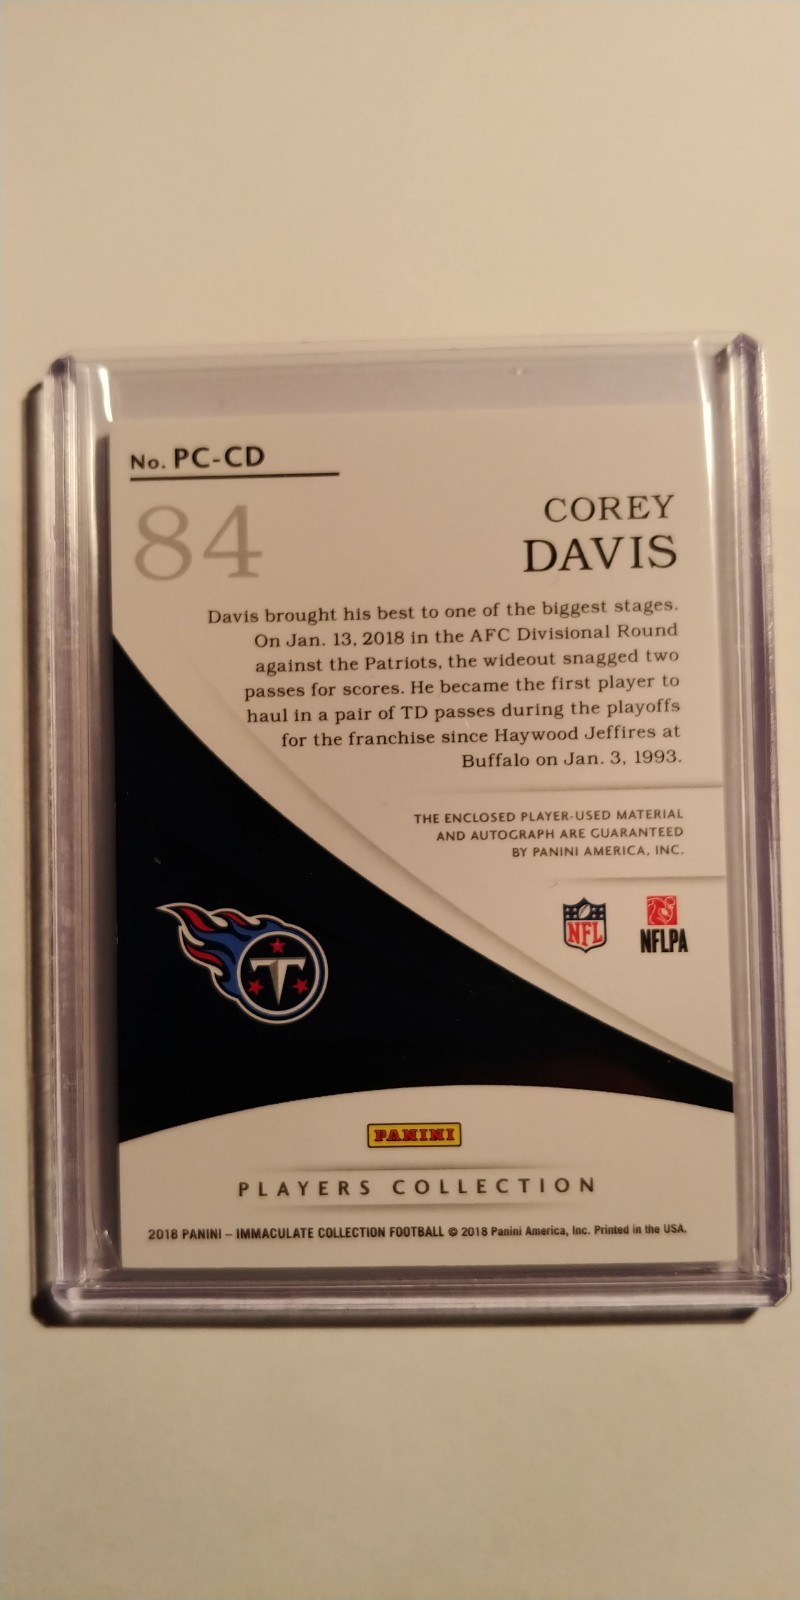 No. PC-CD
84
COREY
DAVIS
Davis brought his best to one of the biggest stages.
On Jan. 13, 2018 in the AFC Divisional Round
against the Patriots, the wideout snagged two
passes for scores. He became the first player to
haul in a pair of TD passes during the playoffs
for the franchise since Haywood Jeffires at
Buffalo on Jan. 3, 1993.
THE ENCLOSED PLAYER-USED MATERIAL
AND AUTOGRAPH ARE GUARANTEED
BY PANINI AMERICA, INC.
NFL
NFLPA
T
PANINI
PLAYERS COLLECTION
2018 PANINI – IMMACULATE COLLECTION FOOTBALL © 2018 Panini America, Inc. Printed in the USA.